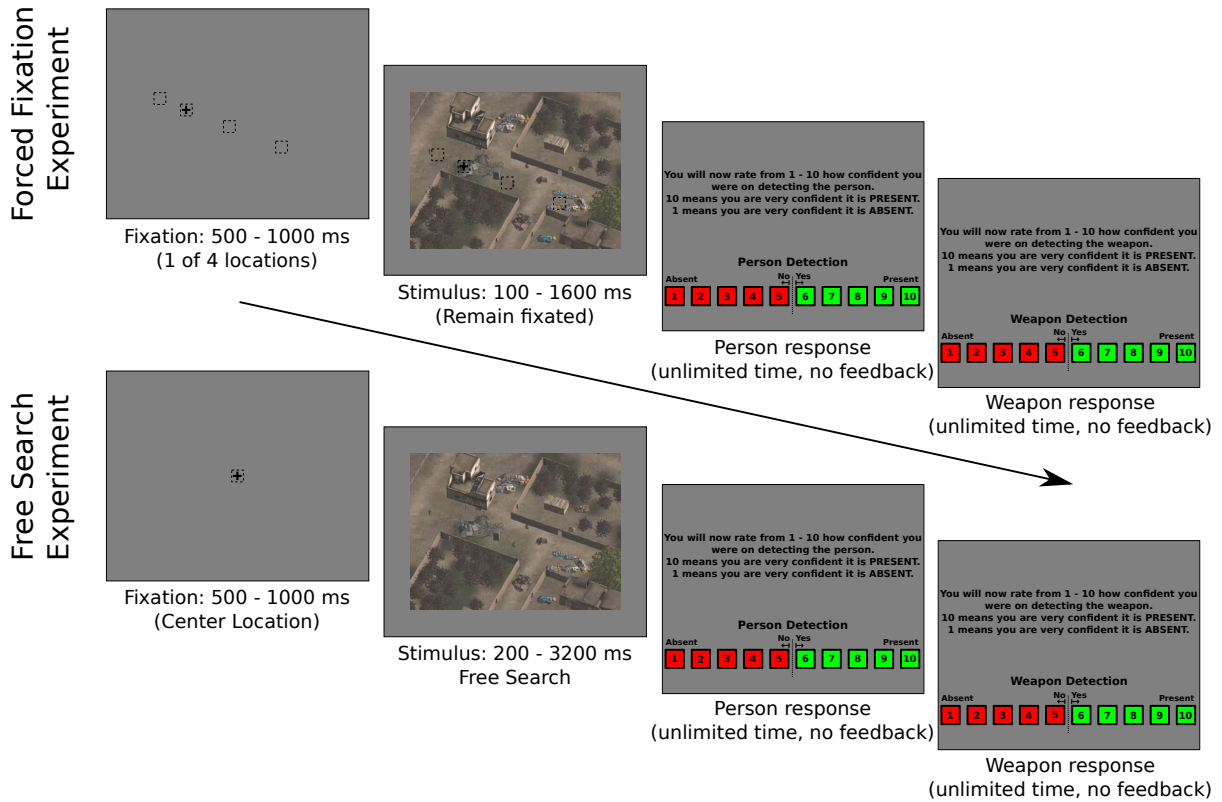 Forced Fixation
Experiment
Fixation: 500 - 1000 ms
(1 of 4 locations)
Stimulus: 100 - 1600 ms
(Remain fixated)
You will now rate from 1 - 10 how confident you
were on detecting the person.
10 means you are very confident it is PRESENT.
1 means you are very confident it is ABSENT.
Person Detection
Absent No Yes Present
1 2 3 4 5 6 7 8 9 10
Person response
(unlimited time, no feedback)
You will now rate from 1 - 10 how confident you
were on detecting the weapon.
10 means you are very confident it is PRESENT.
1 means you are very confident it is ABSENT.
Weapon Detection
Absent No Yes Present
1 2 3 4 5 6 7 8 9 10
Weapon response
(unlimited time, no feedback)
Free Search
Experiment
Fixation: 500 - 1000 ms
(Center Location)
Stimulus: 200 - 3200 ms
Free Search
You will now rate from 1 - 10 how confident you
were on detecting the person.
10 means you are very confident it is PRESENT.
1 means you are very confident it is ABSENT.
Person Detection
Absent No Yes Present
1 2 3 4 5 6 7 8 9 10
Person response
(unlimited time, no feedback)
You will now rate from 1 - 10 how confident you
were on detecting the weapon.
10 means you are very confident it is PRESENT.
1 means you are very confident it is ABSENT.
Weapon Detection
Absent No Yes Present
1 2 3 4 5 6 7 8 9 10
Weapon response
(unlimited time, no feedback)